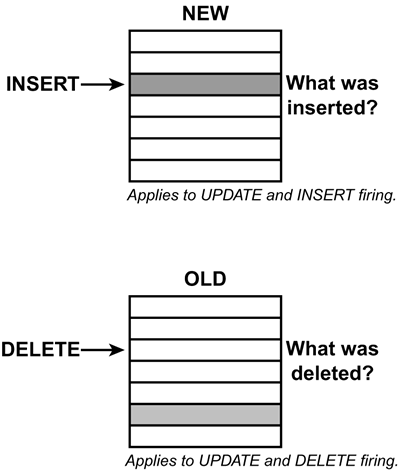 NEW
INSERT
What was
inserted?
Applies to UPDATE and INSERT firing.
OLD
DELETE
What was
deleted?
Applies to UPDATE and DELETE firing.